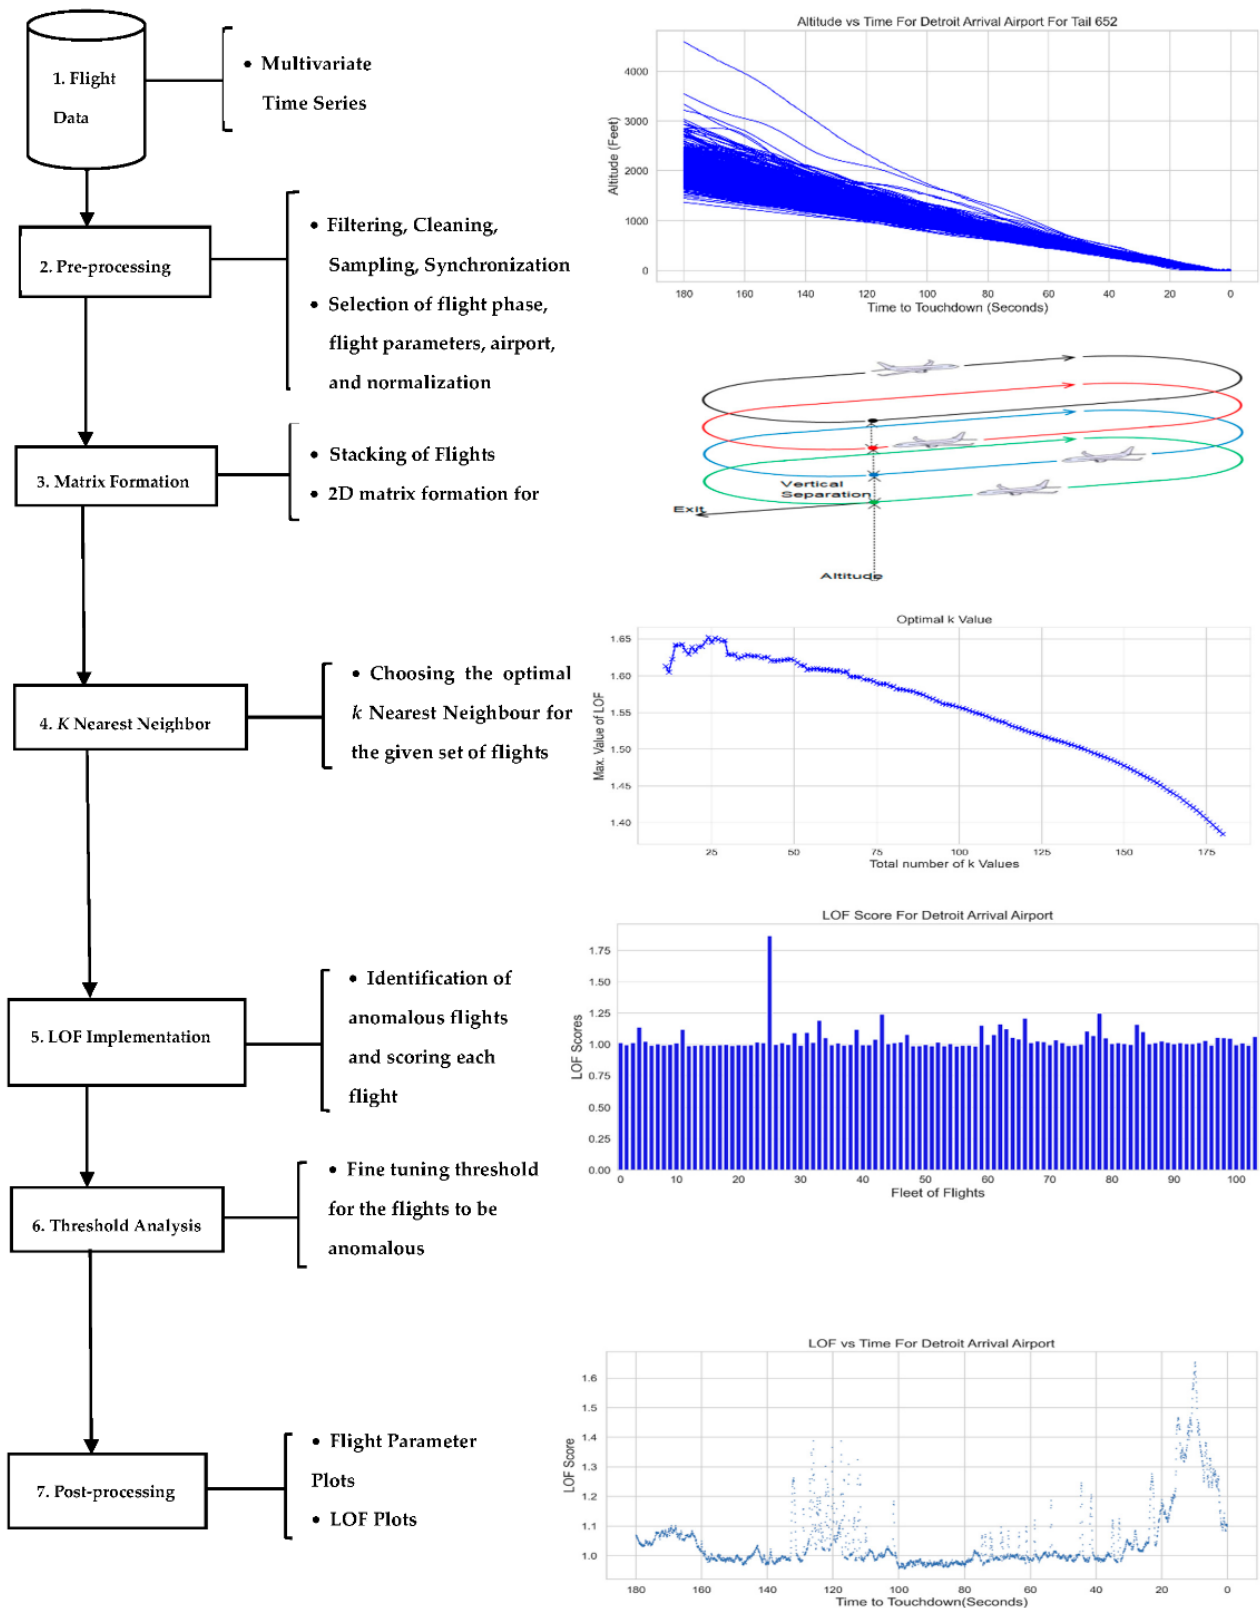 1. Flight
Data
• Multivariate
Time Series
2. Pre-processing
• Filtering, Cleaning,
Sampling, Synchronization
• Selection of flight phase,
flight parameters, airport,
and normalization
3. Matrix Formation
• Stacking of Flights
• 2D matrix formation for
4. K Nearest Neighbor
• Choosing the optimal
k Nearest Neighbour for
the given set of flights
5. LOF Implementation
• Identification of
anomalous flights
and scoring each
flight
6. Threshold Analysis
• Fine tuning threshold
for the flights to be
anomalous
7. Post-processing
• Flight Parameter
Plots
• LOF Plots
Altitude vs Time For Detroit Arrival Airport For Tail 652
Altitude (Feet)
4000
3000
2000
1000
0
180 160 140 120 100 80 60 40 20 0
Time to Touchdown (Seconds)
Vertical
Separation
Exit
Altitude
Optimal k Value
Max. Value of LOF
1.65
1.60
1.55
1.50
1.45
1.40
25 50 75 100 125 150 175
Total number of k Values
LOF Score For Detroit Arrival Airport
LOF Scores
1.75
1.50
1.25
1.00
0.75
0.50
0.25
0.00
0 10 20 30 40 50 60 70 80 90 100
Fleet of Flights
LOF vs Time For Detroit Arrival Airport
LOF Score
1.6
1.5
1.4
1.3
1.2
1.1
1.0
180 160 140 120 100 80 60 40 20 0
Time to Touchdown(Seconds)